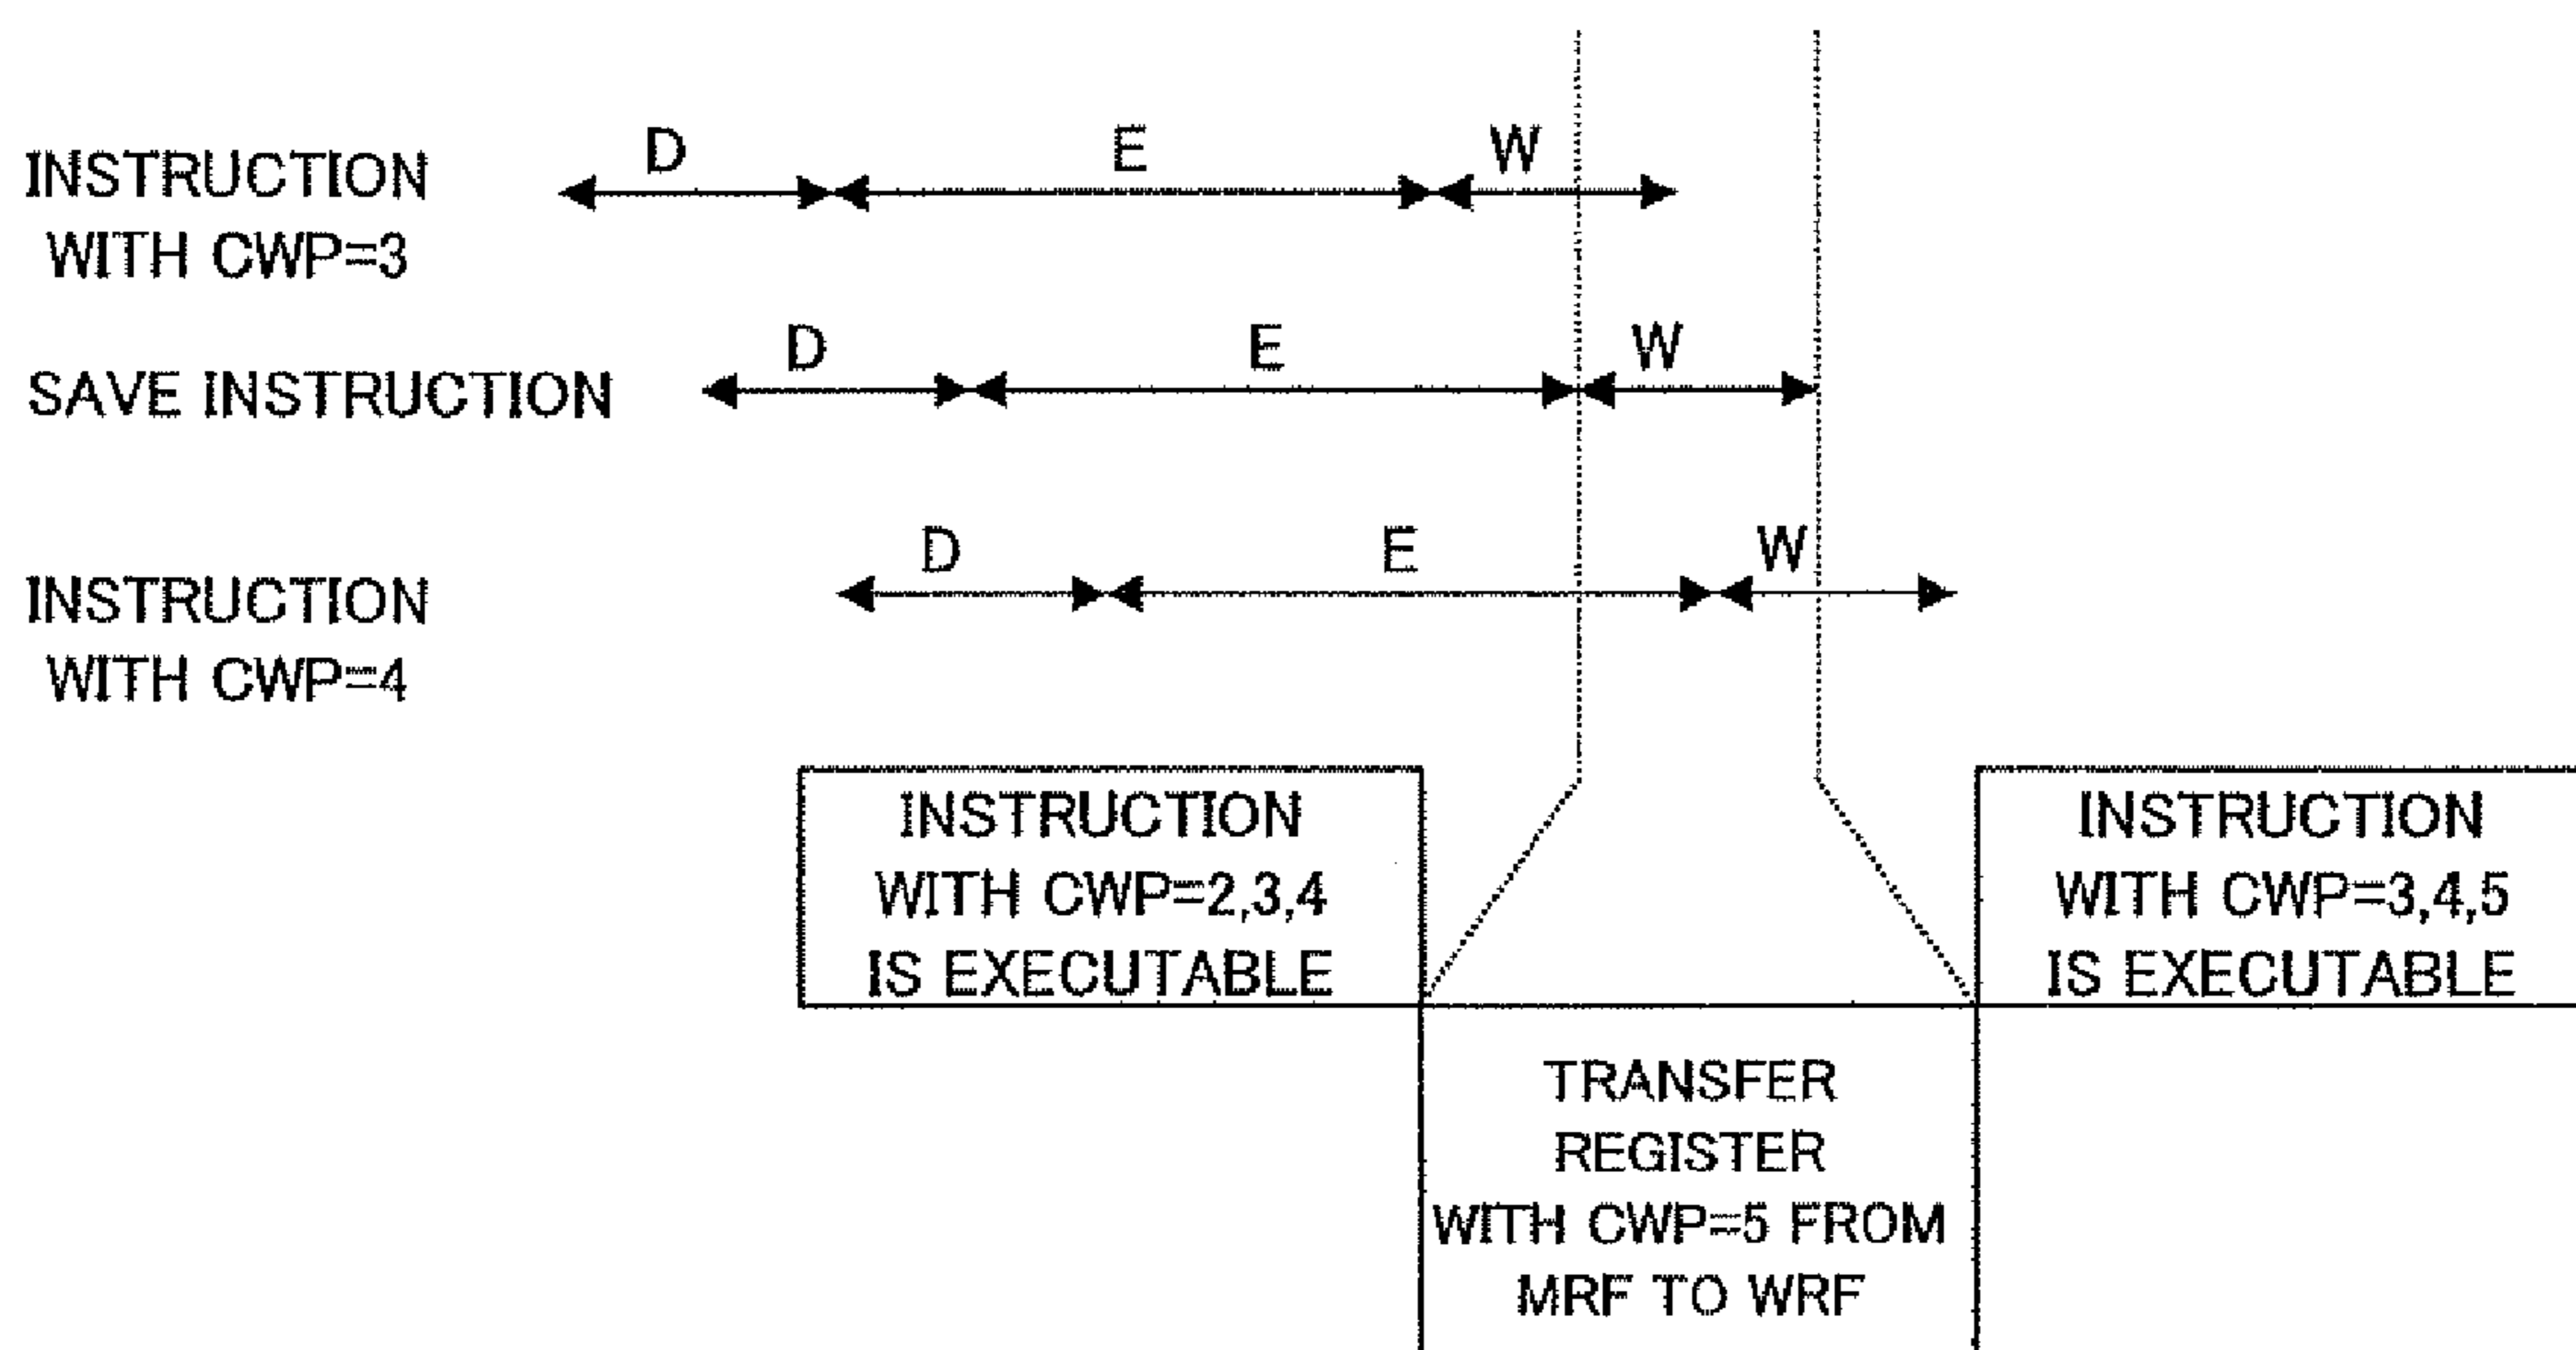 D E W
INSTRUCTION
WITH CWP=3
D E W
SAVE INSTRUCTION
D E W
INSTRUCTION
WITH CWP=4
INSTRUCTION
WITH CWP=2,3,4
IS EXECUTABLE
INSTRUCTION
WITH CWP=3,4,5
IS EXECUTABLE
TRANSFER
REGISTER
WITH CWP=5 FROM
MRF TO WRF